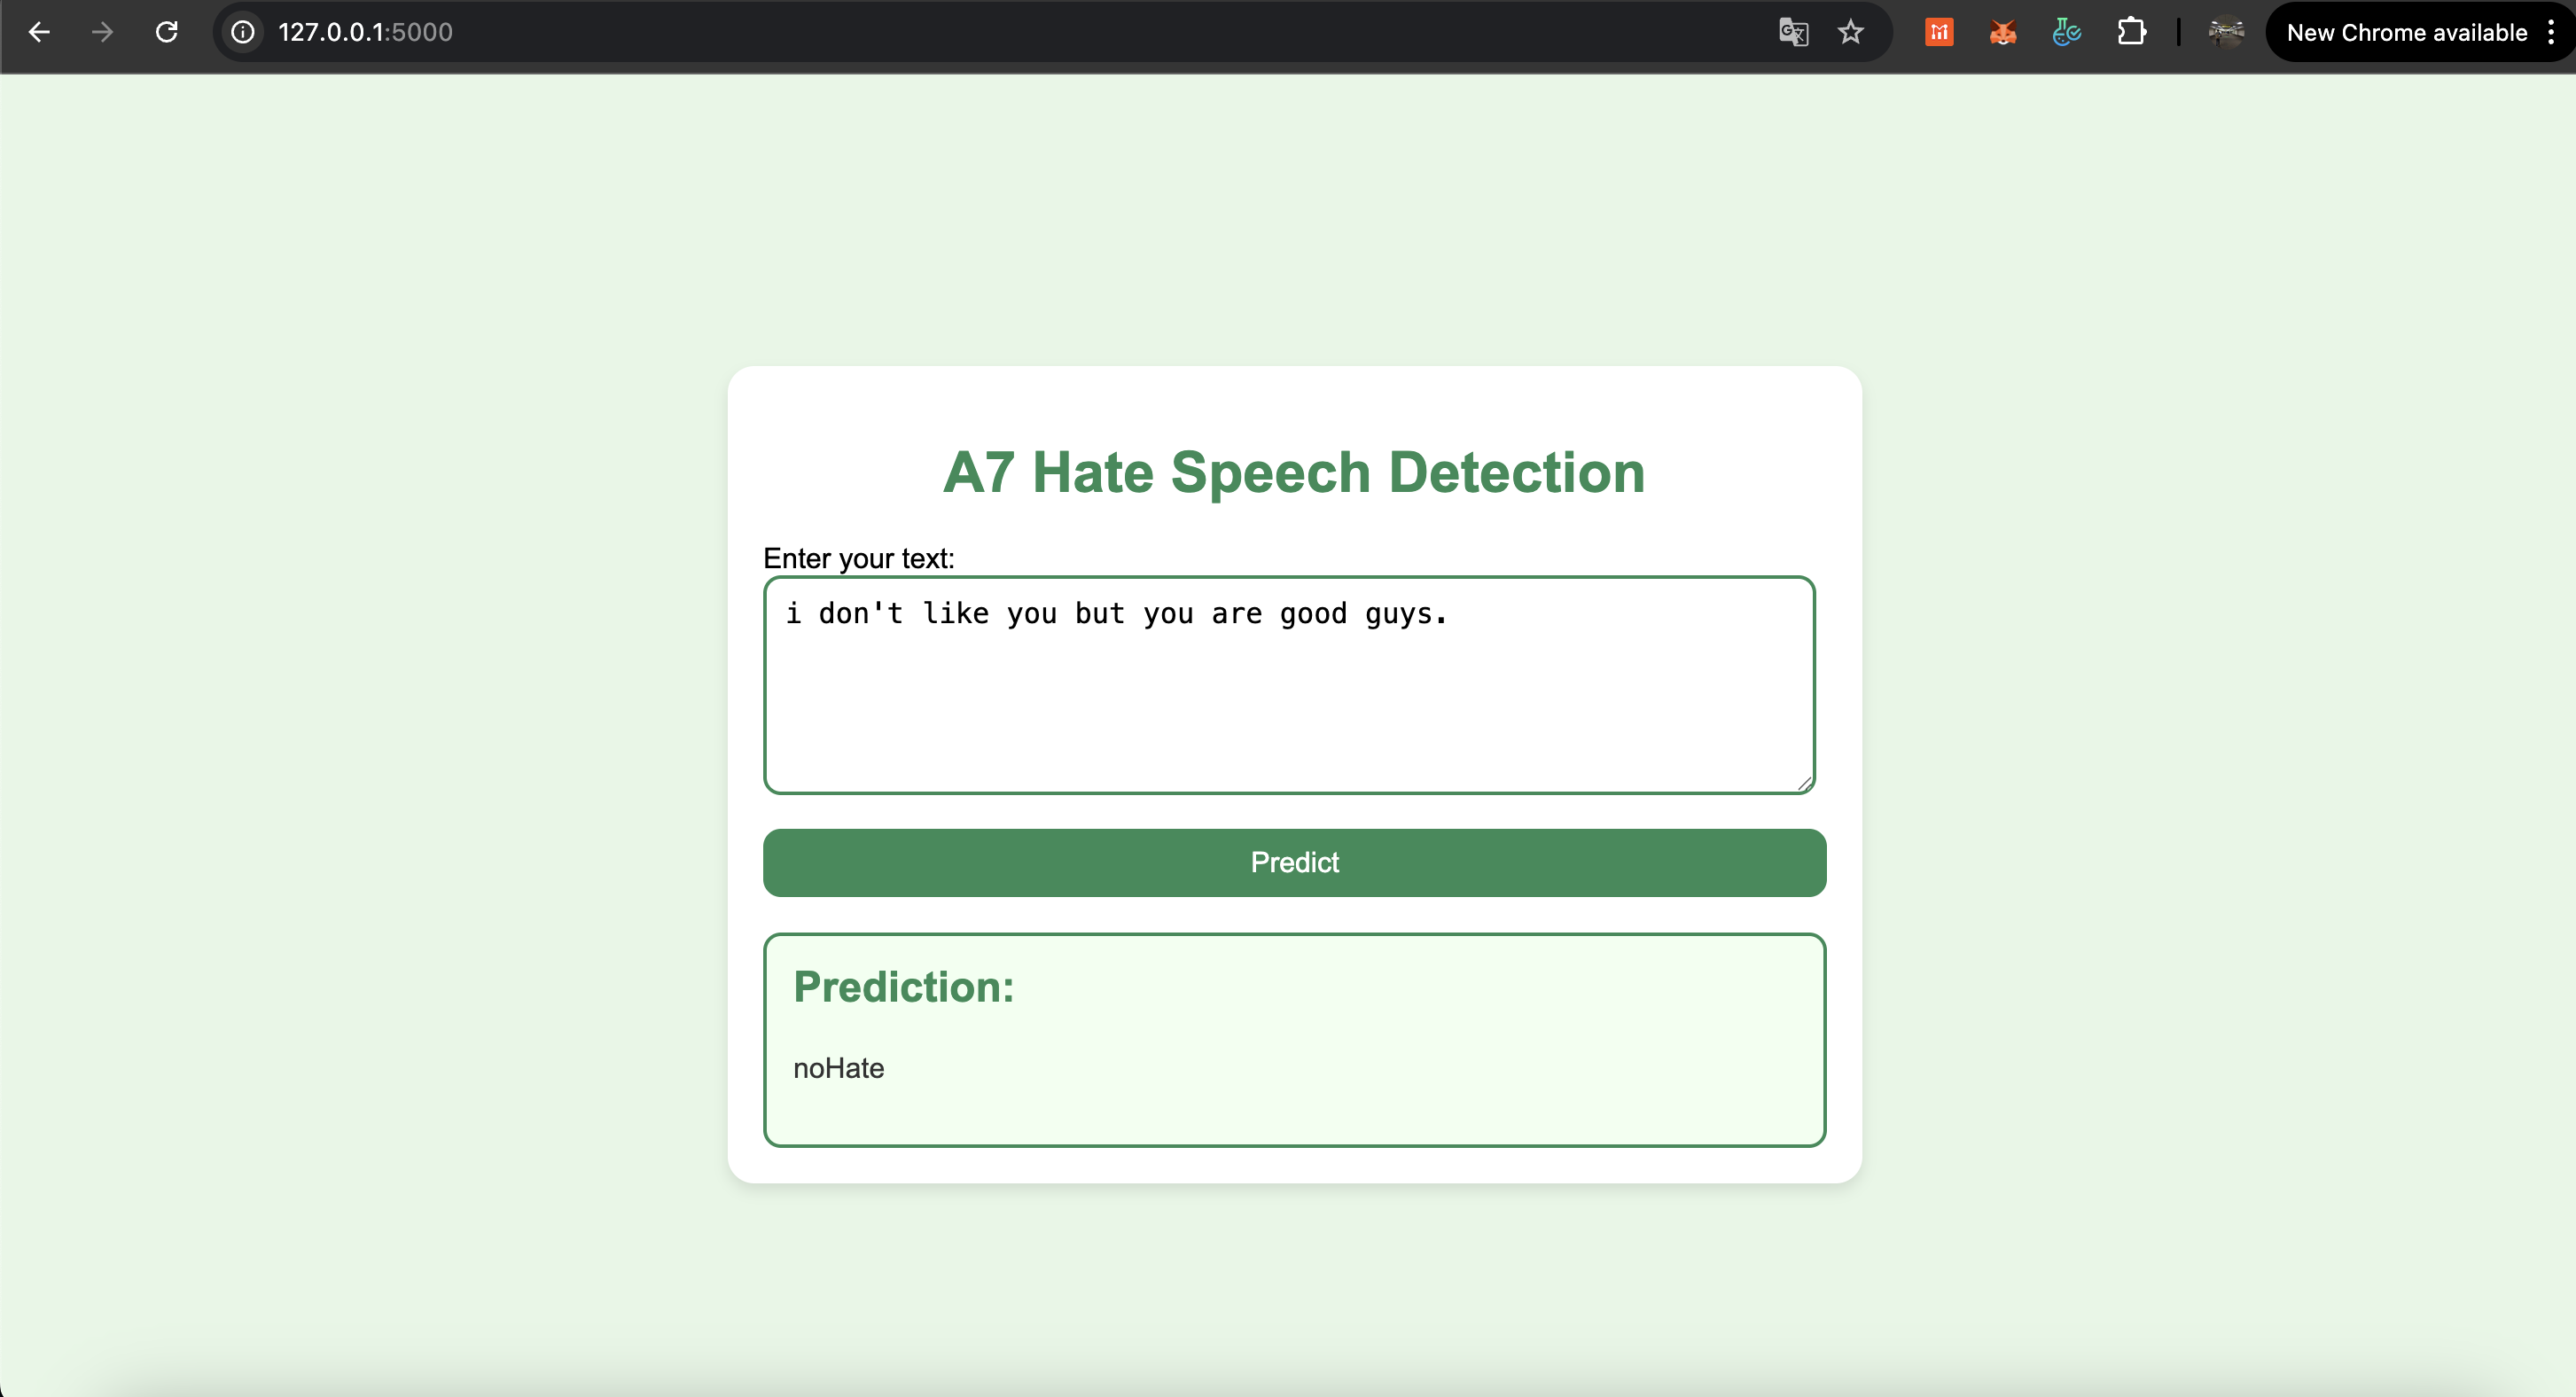 127.0.0.1:5000
New Chrome available
A7 Hate Speech Detection
Enter your text:
i don't like you but you are good guys.
Predict
Prediction:
noHate